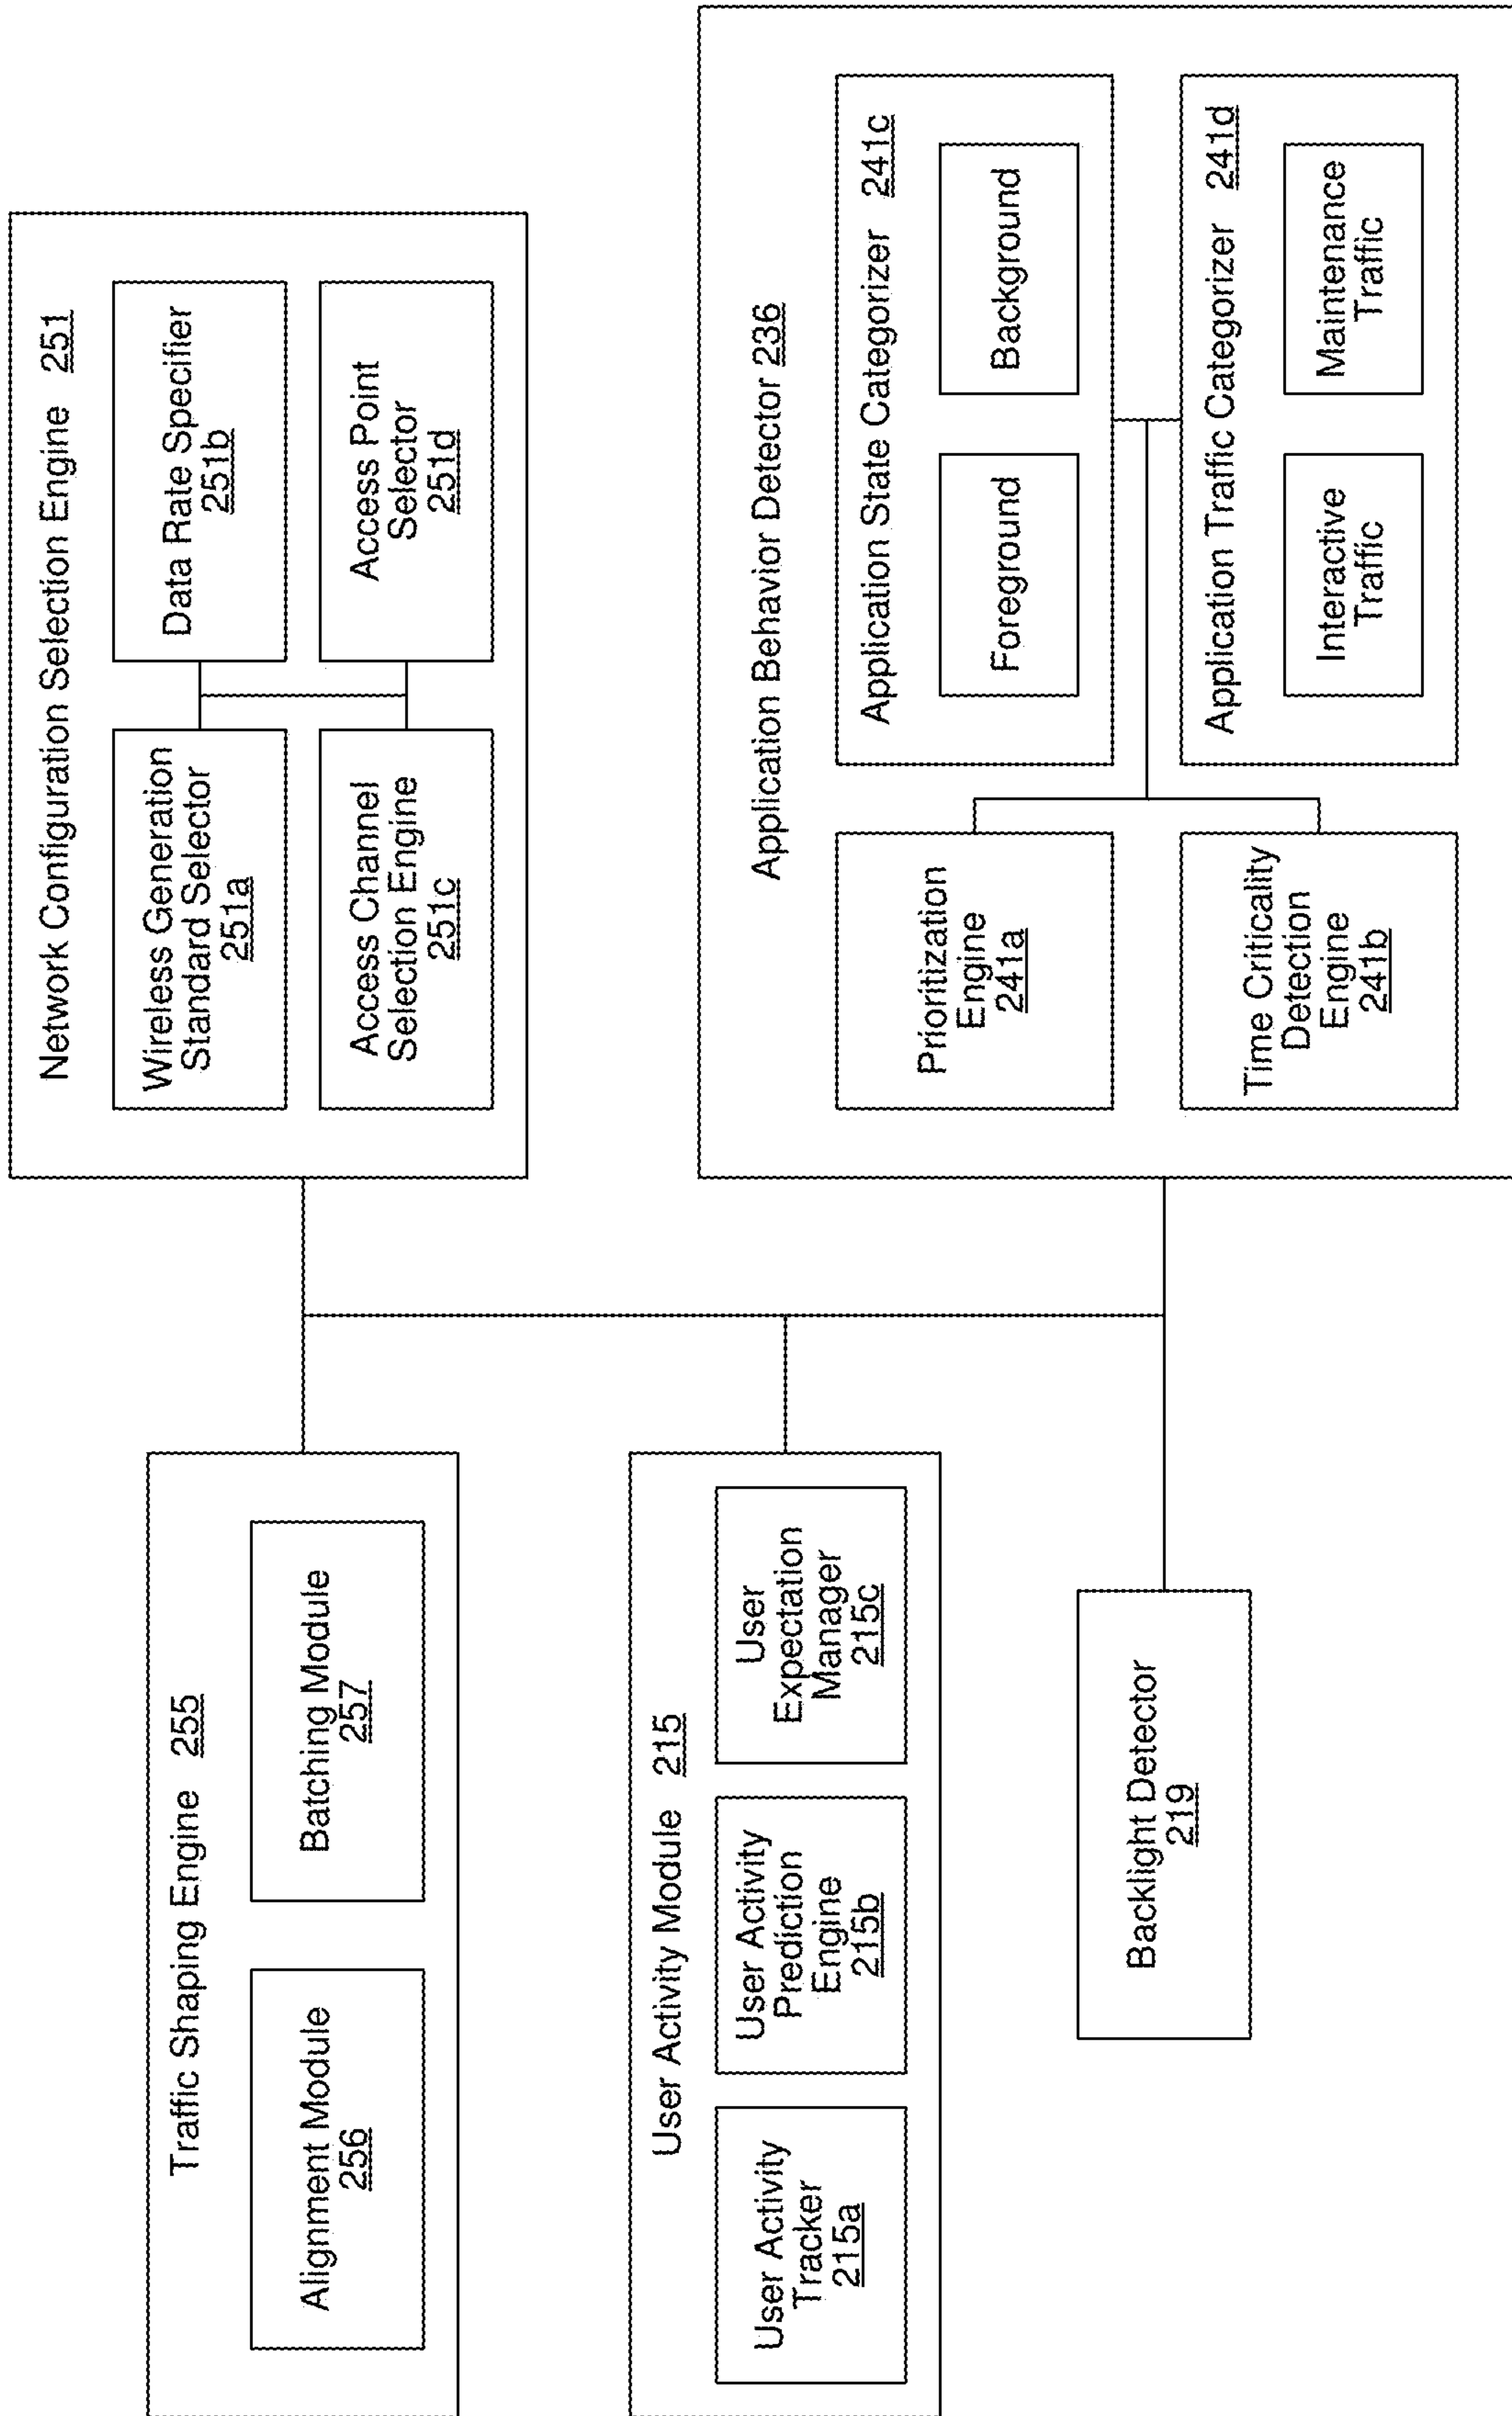 Traffic Shaping Engine 255
Alignment Module
256
Batching Module
257
User Activity Module 215
User Activity
Tracker
215a
User Activity
Prediction
Engine
215b
User
Expectation
Manager
215c
Backlight Detector
219
Network Configuration Selection Engine 251
Wireless Generation
Standard Selector
251a
Data Rate Specifier
251b
Access Channel
Selection Engine
251c
Access Point
Selector
251d
Application Behavior Detector 236
Prioritization
Engine
241a
Time Criticality
Detection
Engine
241b
Application State Categorizer 241c
Foreground
Background
Application Traffic Categorizer 241d
Interactive
Traffic
Maintenance
Traffic